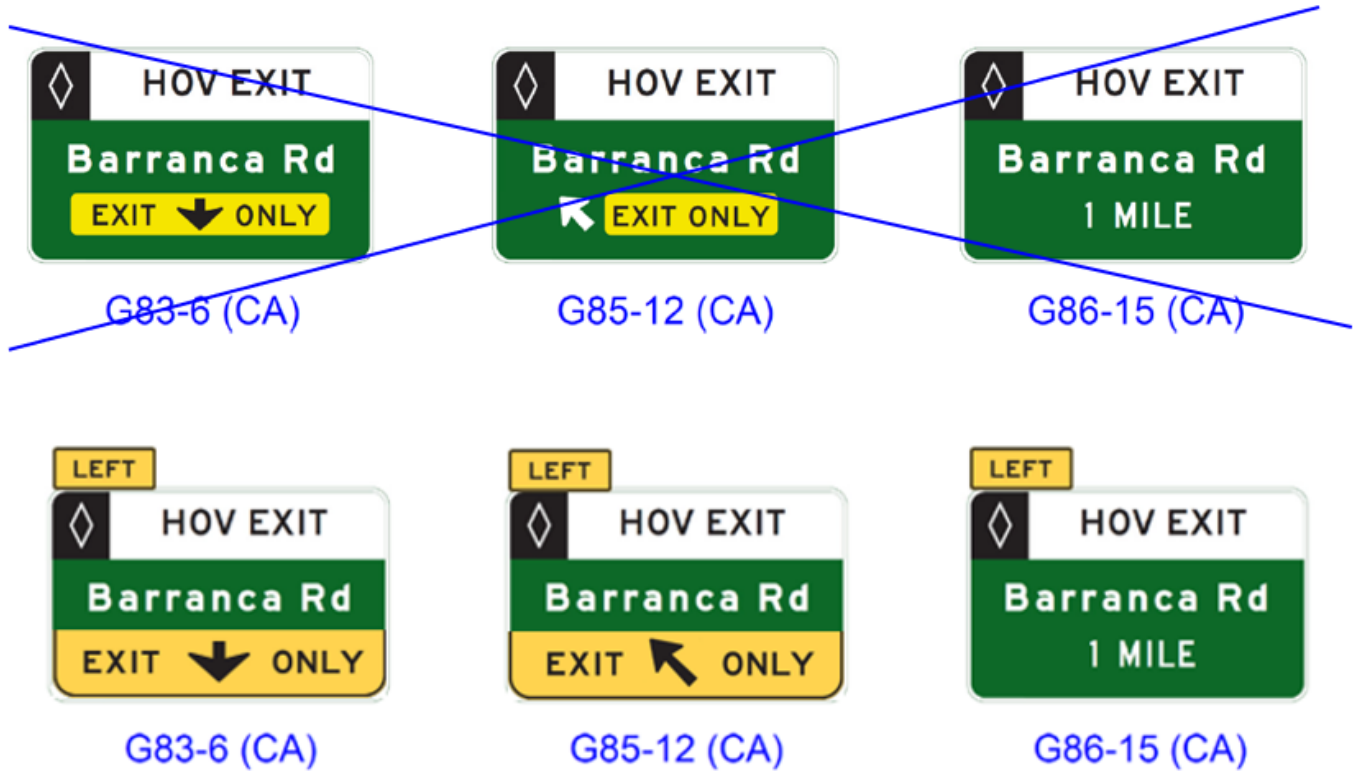 HOV EXIT
Barranca Rd
EXIT ONLY
G83-6 (CA)
HOV EXIT
Barranca Rd
EXIT ONLY
G85-12 (CA)
HOV EXIT
Barranca Rd
1 MILE
G86-15 (CA)
LEFT
HOV EXIT
Barranca Rd
EXIT ONLY
G83-6 (CA)
LEFT
HOV EXIT
Barranca Rd
EXIT ONLY
G85-12 (CA)
LEFT
HOV EXIT
Barranca Rd
1 MILE
G86-15 (CA)